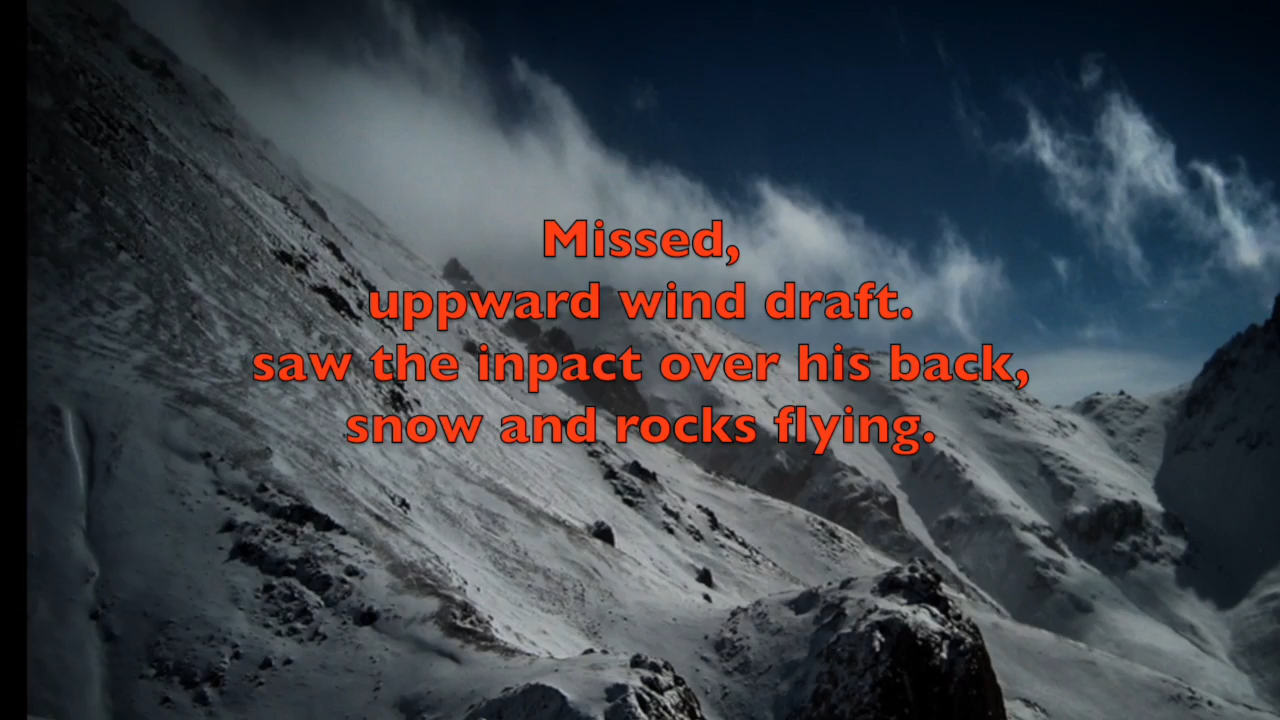 Missed,
uppward wind draft.
saw the inpact over his back,
snow and rocks flying.